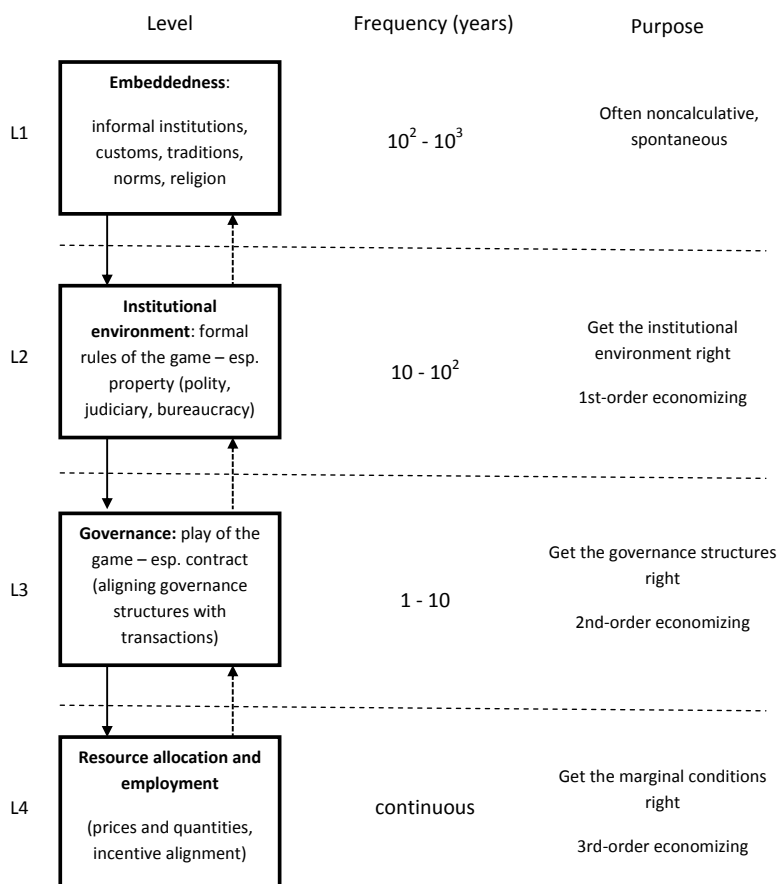 Level Frequency (years) Purpose
L1
Embeddedness:
informal institutions,
customs, traditions,
norms, religion
10² - 10³
Often noncalculative,
spontaneous
L2
Institutional
environment: formal
rules of the game – esp.
property (polity,
judiciary, bureaucracy)
10 - 10²
Get the institutional
environment right
1st-order economizing
L3
Governance: play of the
game – esp. contract
(aligning governance
structures with
transactions)
1 - 10
Get the governance structures
right
2nd-order economizing
L4
Resource allocation and
employment
(prices and quantities,
incentive alignment)
continuous
Get the marginal conditions
right
3rd-order economizing